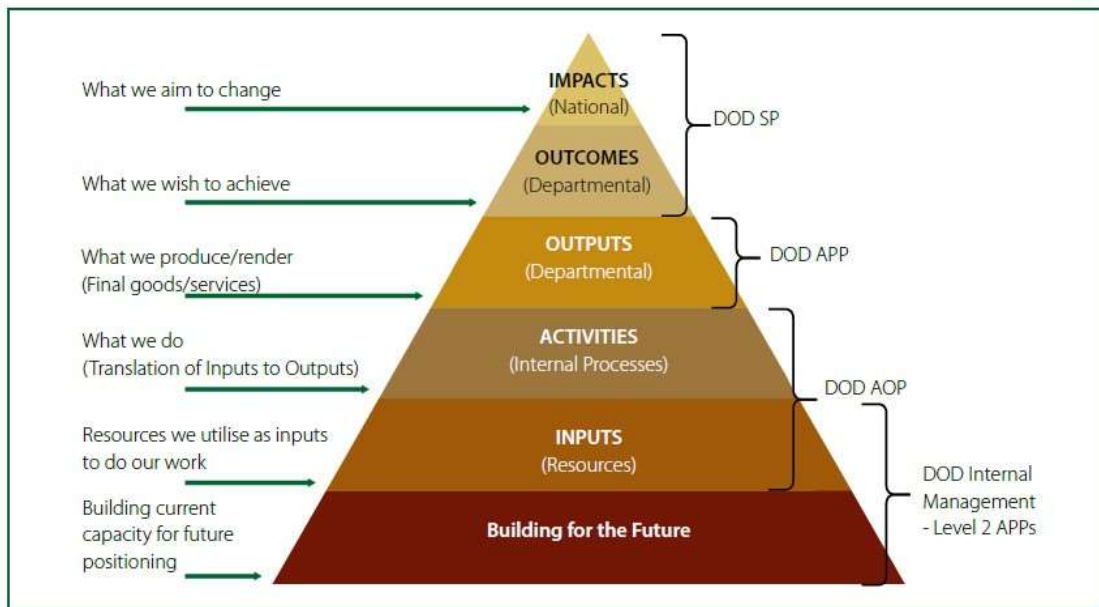 What we aim to change
IMPACTS
(National)
DOD SP
What we wish to achieve
OUTCOMES
(Departmental)
What we produce/render
(Final goods/services)
OUTPUTS
(Departmental)
DOD APP
What we do
(Translation of Inputs to Outputs)
ACTIVITIES
(Internal Processes)
DOD AOP
Resources we utilise as inputs
to do our work
INPUTS
(Resources)
DOD Internal
Management
- Level 2 APPs
Building current
capacity for future
positioning
Building for the Future